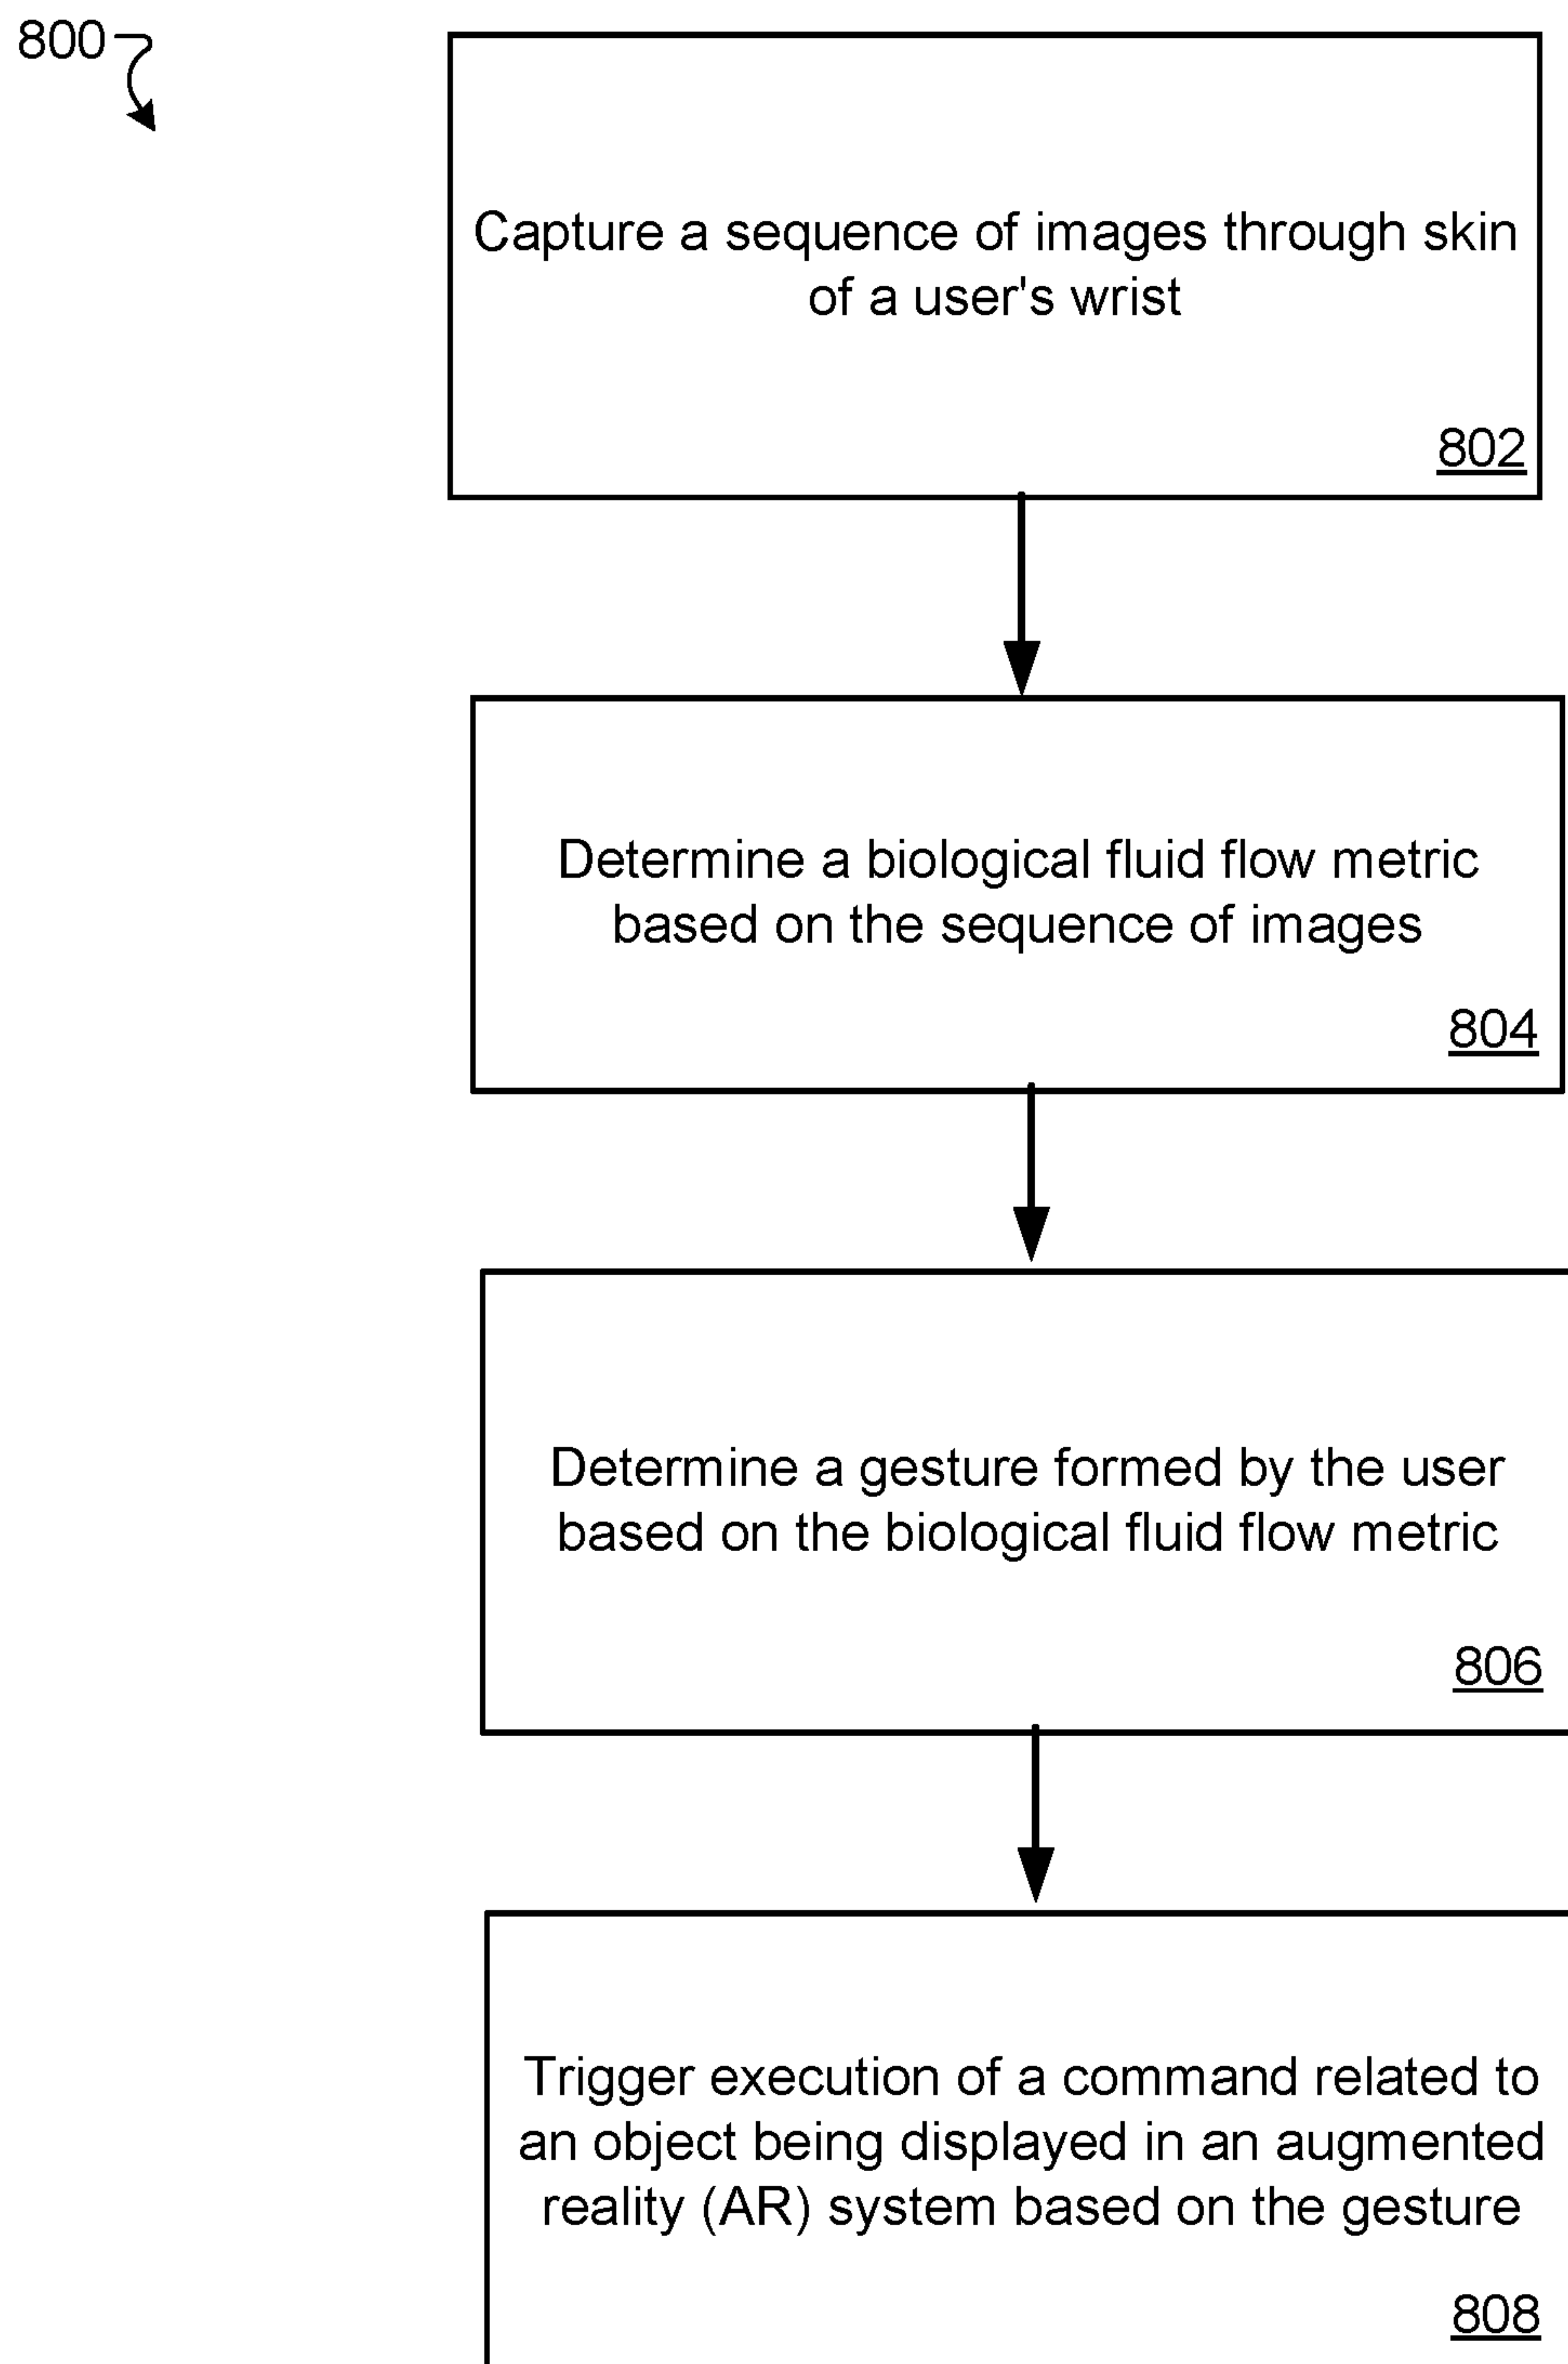 800
Capture a sequence of images through skin
of a user's wrist
802
Determine a biological fluid flow metric
based on the sequence of images
804
Determine a gesture formed by the user
based on the biological fluid flow metric
806
Trigger execution of a command related to
an object being displayed in an augmented
reality (AR) system based on the gesture
808